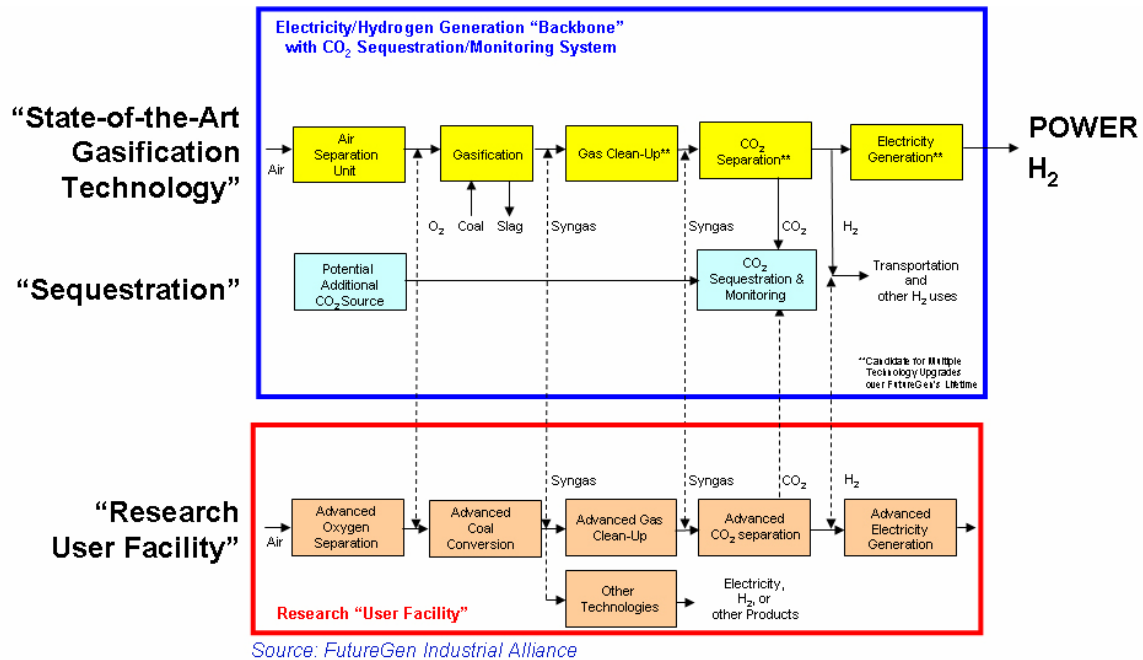 Electricity/Hydrogen Generation “Backbone”
with CO₂ Sequestration/Monitoring System
“State-of-the-Art
Gasification
Technology”
Air
Air
Separation
Unit
Gasification
Gas Clean-Up**
CO₂
Separation**
Electricity
Generation**
POWER
H₂
O₂
Coal
Slag
Syngas
Syngas
CO₂
H₂
“Sequestration”
Potential
Additional
CO₂Source
CO₂
Sequestration &
Monitoring
Transportation
and
other H₂ uses
**Candidate for Multiple
Technology Upgrades
over FutureGen's Lifetime
“Research
User Facility”
Syngas
Syngas
CO₂
H₂
Air
Advanced
Oxygen
Separation
Advanced
Coal
Conversion
Advanced Gas
Clean-Up
Advanced
CO₂ separation
Advanced
Electricity
Generation
Other
Technologies
Electricity,
H₂, or
other Products
Research “User Facility”
Source: FutureGen Industrial Alliance